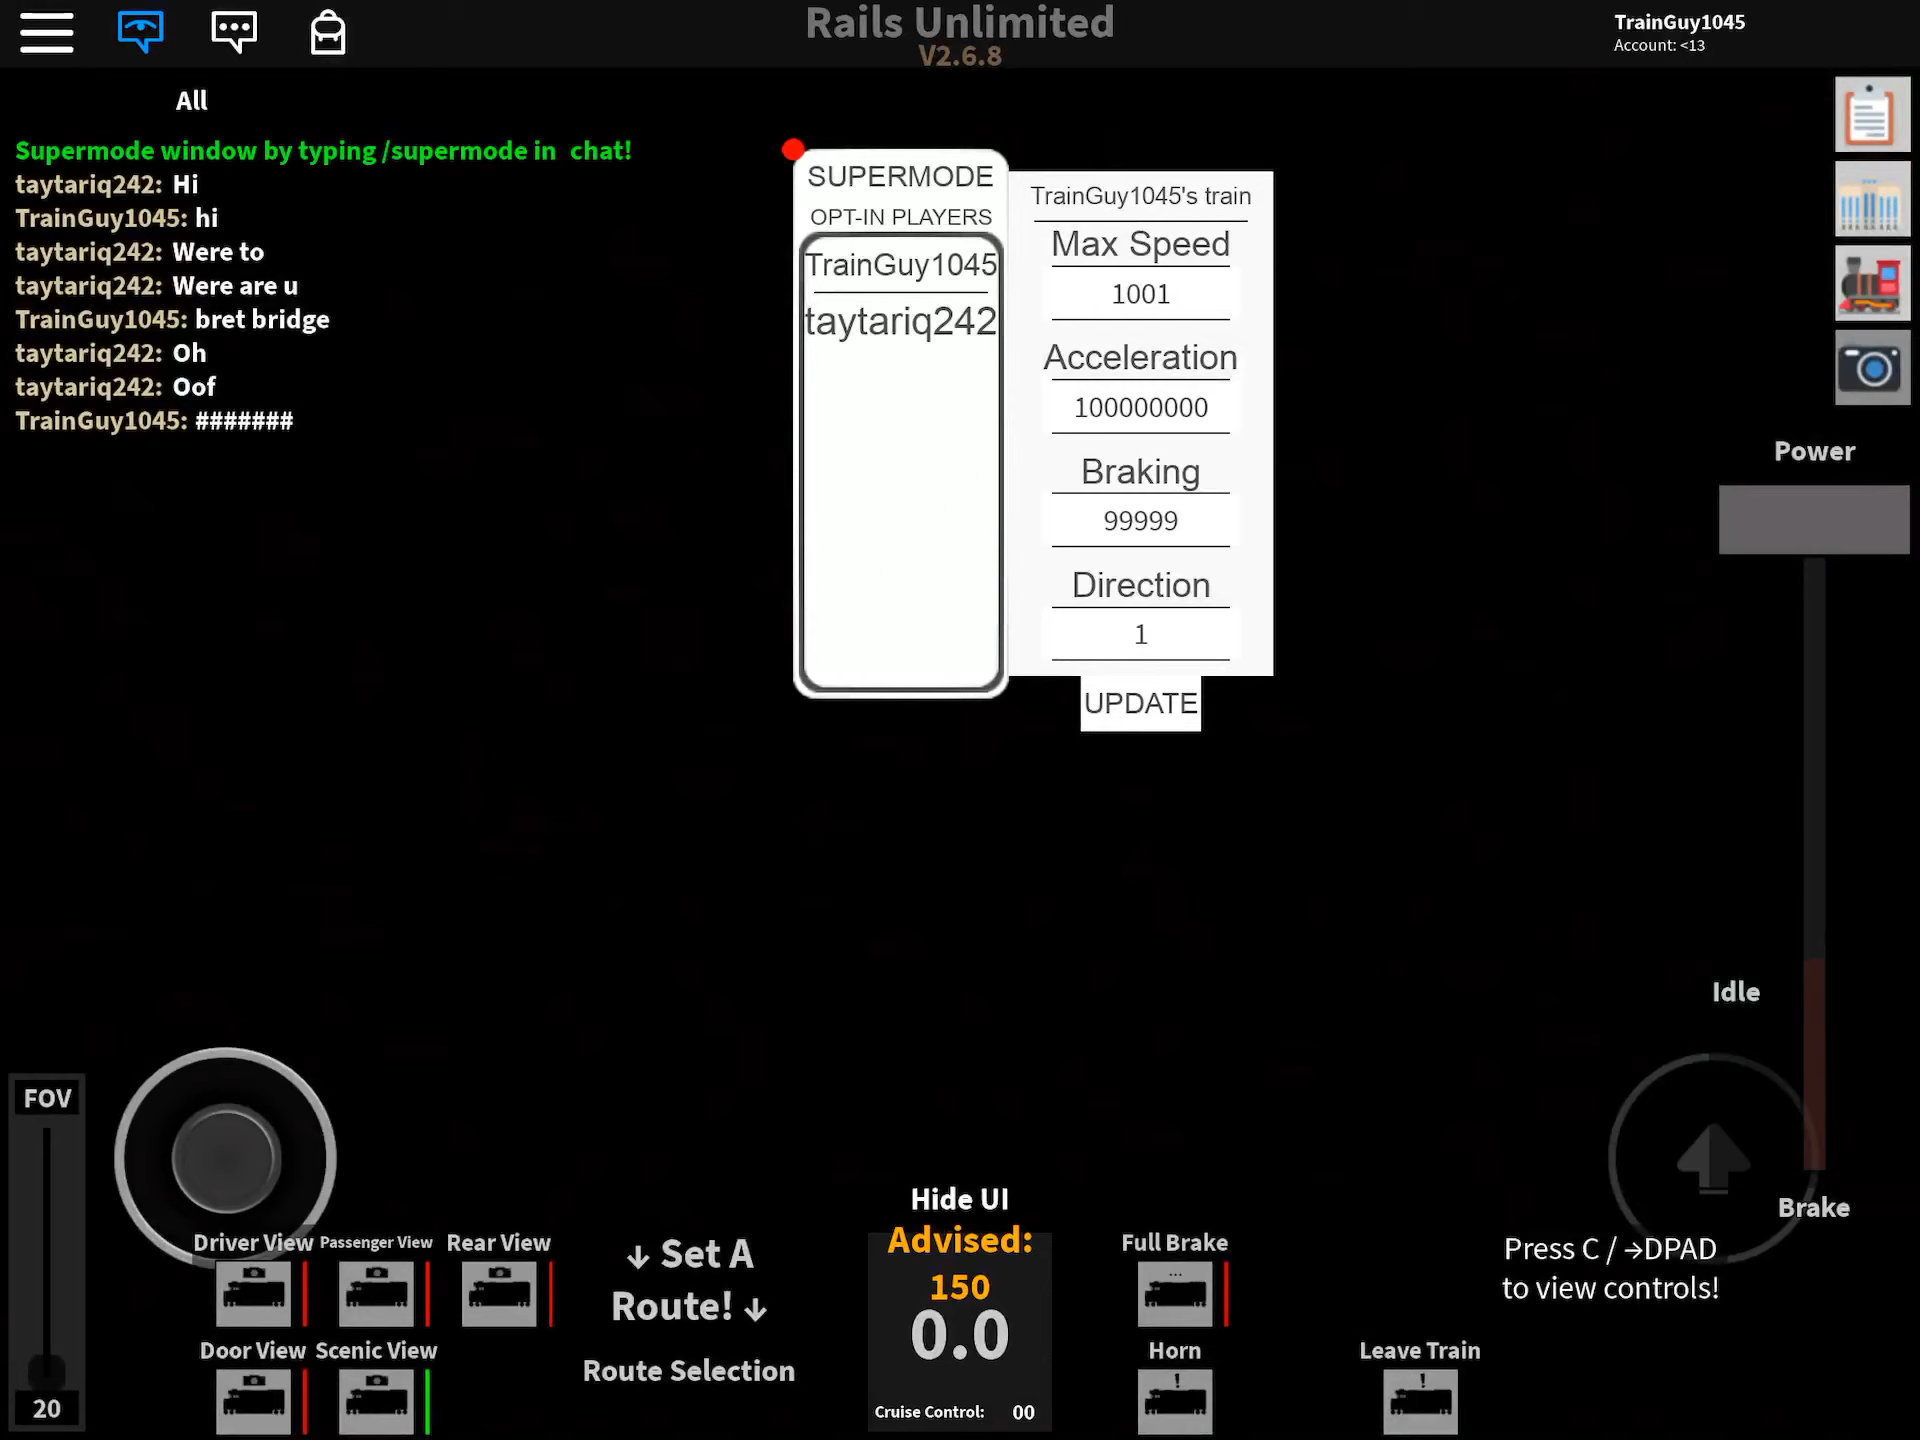 Rails Unlimited
V2.6.8
TrainGuy1045
Account: <13
All
Supermode window by typing /supermode in  chat!
taytariq242: Hi
TrainGuy1045: hi
taytariq242: Were to
taytariq242: Were are u
TrainGuy1045: bret bridge
taytariq242: Oh
taytariq242: Oof
TrainGuy1045: #######
SUPERMODE
OPT-IN PLAYERS
TrainGuy1045
taytariq242
TrainGuy1045's train
Max Speed
1001
Acceleration
100000000
Braking
99999
Direction
1
UPDATE
Power
Idle
Brake
FOV
20
Driver View
Passenger View
Rear View
Door View
Scenic View
↓ Set A
Route! ↓
Route Selection
Hide UI
Advised:
150
0.0
Cruise Control: 00
Full Brake
Horn
Leave Train
Press C / →DPAD
to view controls!